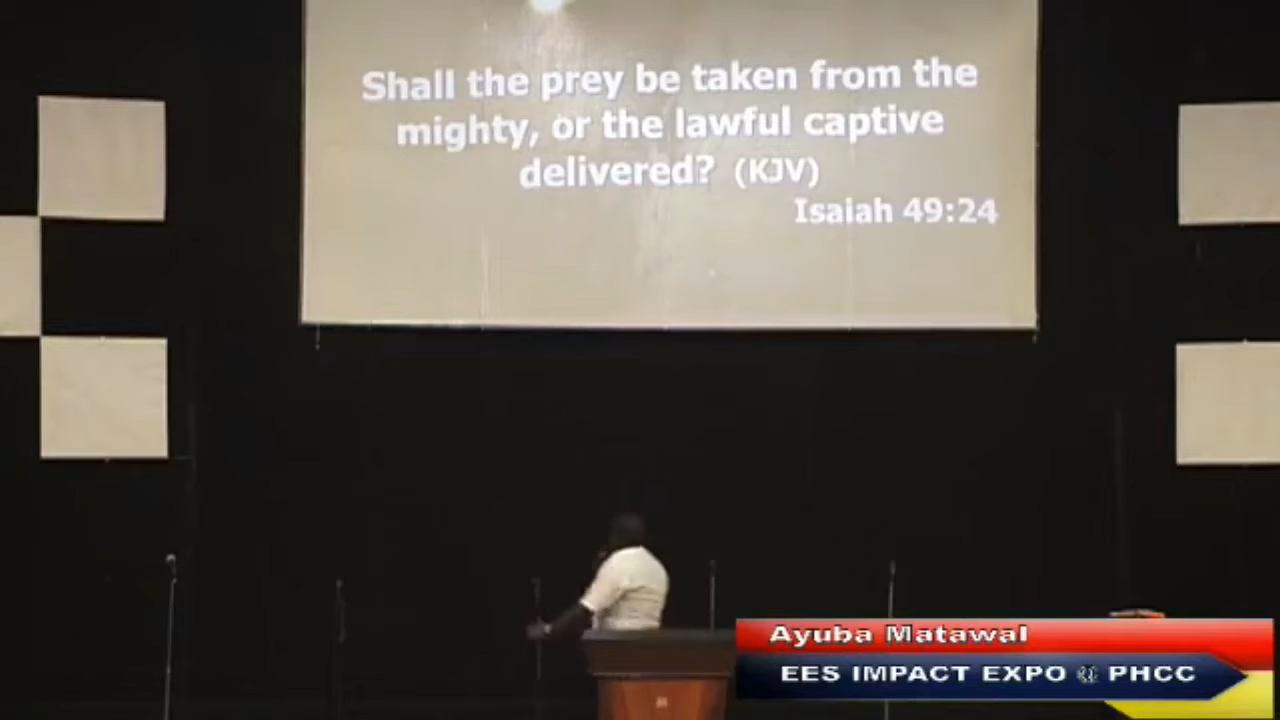 Shall the prey be taken from the
mighty, or the lawful captive
delivered? (KJV)
Isaiah 49:24
Ayuba Matawal
EES IMPACT EXPO @ PHCC